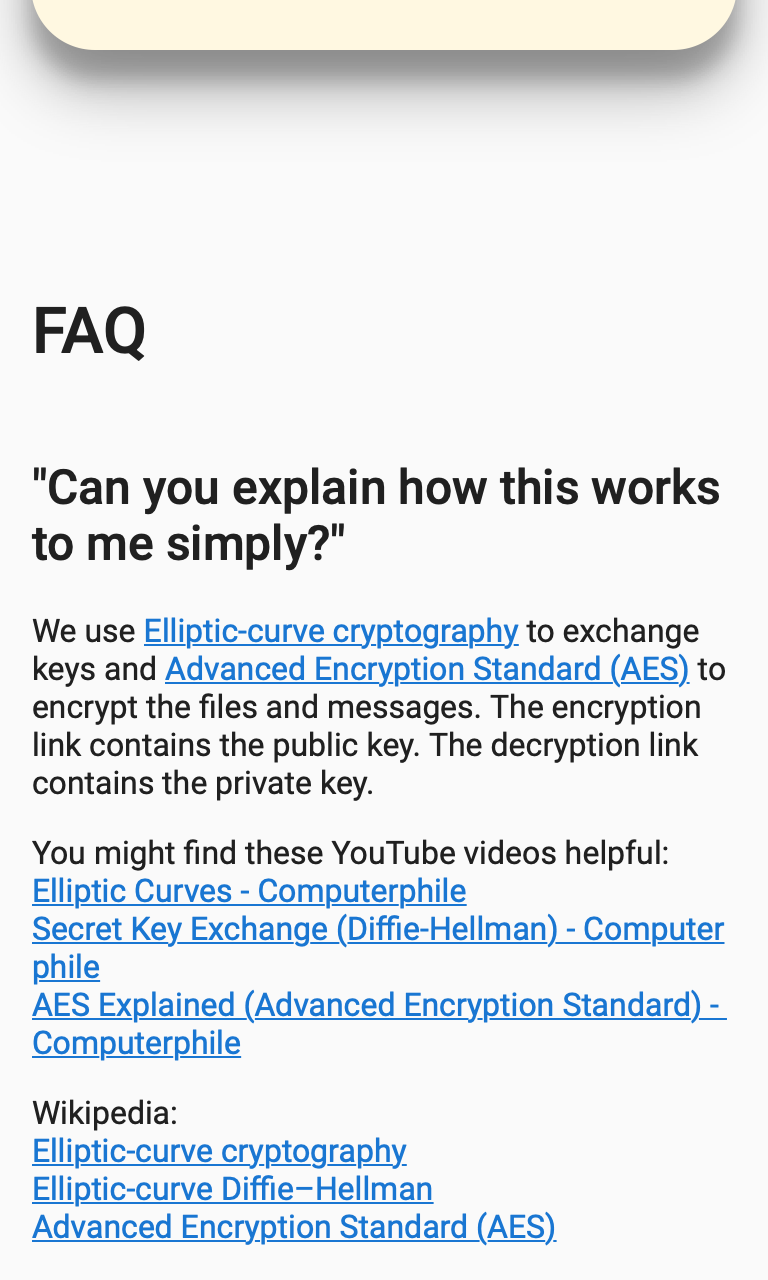 FAQ
"Can you explain how this works
to me simply?"
We use Elliptic-curve cryptography to exchange
keys and Advanced Encryption Standard (AES) to
encrypt the files and messages. The encryption
link contains the public key. The decryption link
contains the private key.
You might find these YouTube videos helpful:
Elliptic Curves - Computerphile
Secret Key Exchange (Diffie-Hellman) - Computer
phile
AES Explained (Advanced Encryption Standard) -
Computerphile
Wikipedia:
Elliptic-curve cryptography
Elliptic-curve Diffie–Hellman
Advanced Encryption Standard (AES)